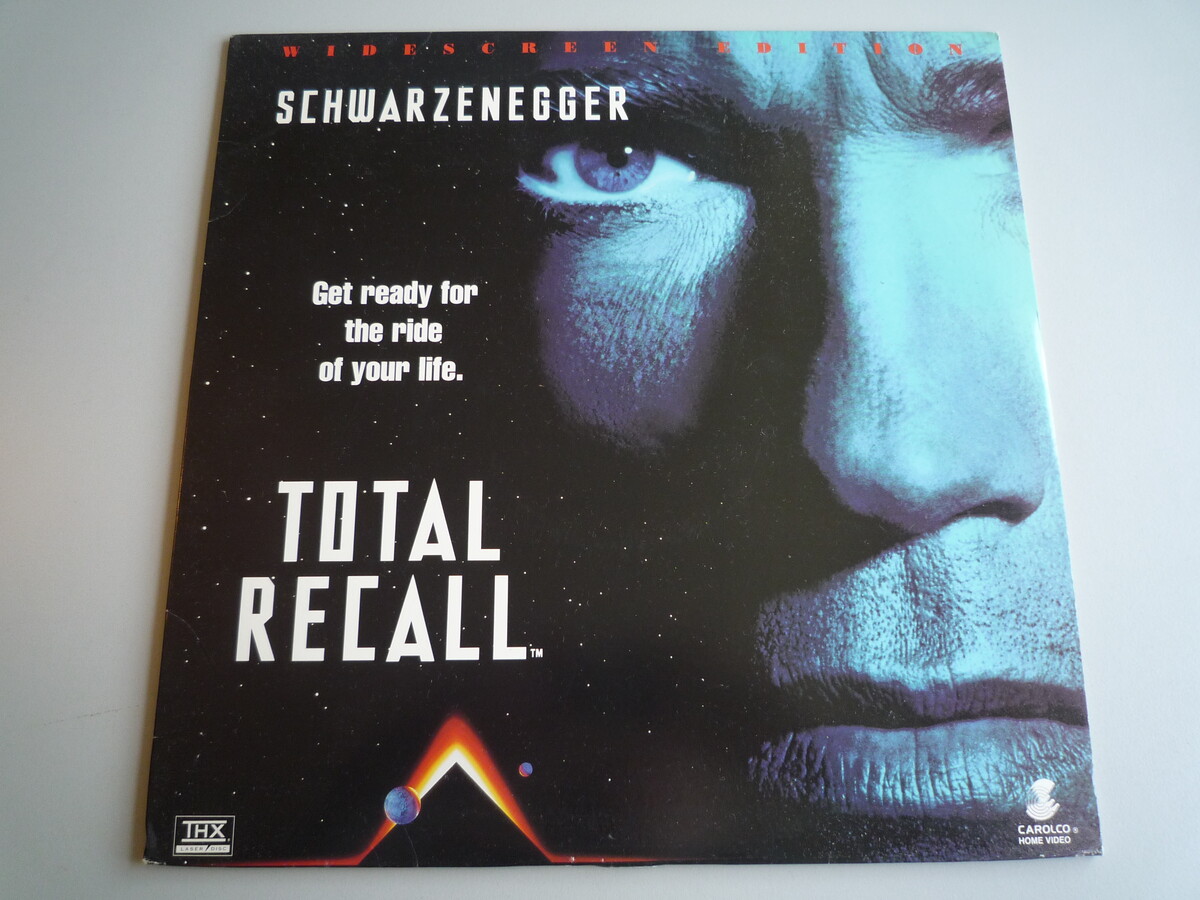 WIDESCREEN EDITION
SCHWARZENEGGER
Get ready for
the ride
of your life.
TOTAL
RECALL™
THX
LASER DISC
CAROLCO®
HOME VIDEO